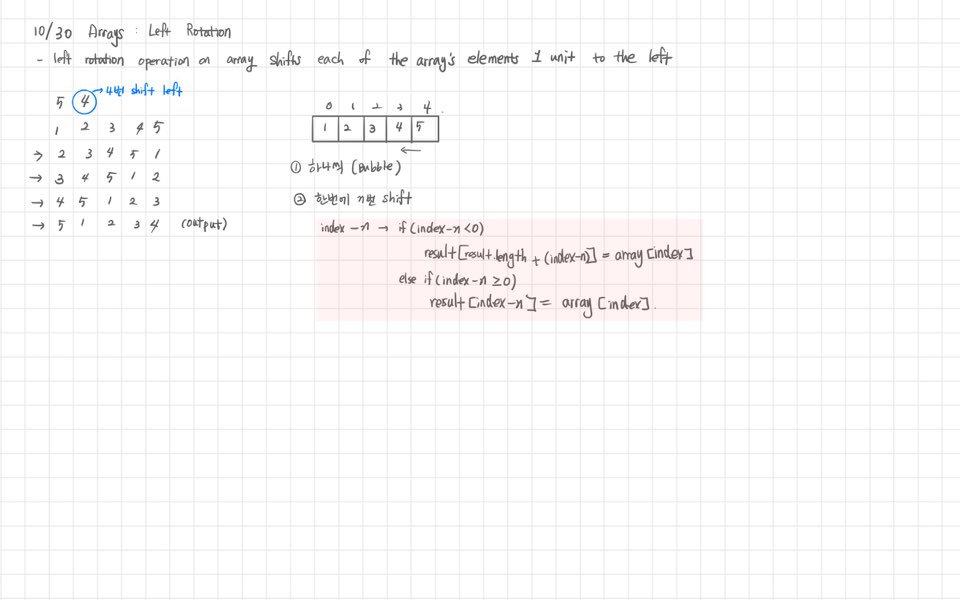 10/30 Arrays : Left Rotation
- left rotation operation on array shifts each of the array's elements 1 unit to the left
5 4 → 4번 shift left
1 2 3 4 5
→ 2 3 4 5 1
→ 3 4 5 1 2
→ 4 5 1 2 3
→ 5 1 2 3 4 (output)
0 1 2 3 4
1 2 3 4 5
←
① 하나씩 (Bubble)
② 한번에 n번 shift
index - n → if (index-n < 0)
result[result.length + (index-n)] = array[index]
else if (index-n ≥ 0)
result[index-n] = array[index].